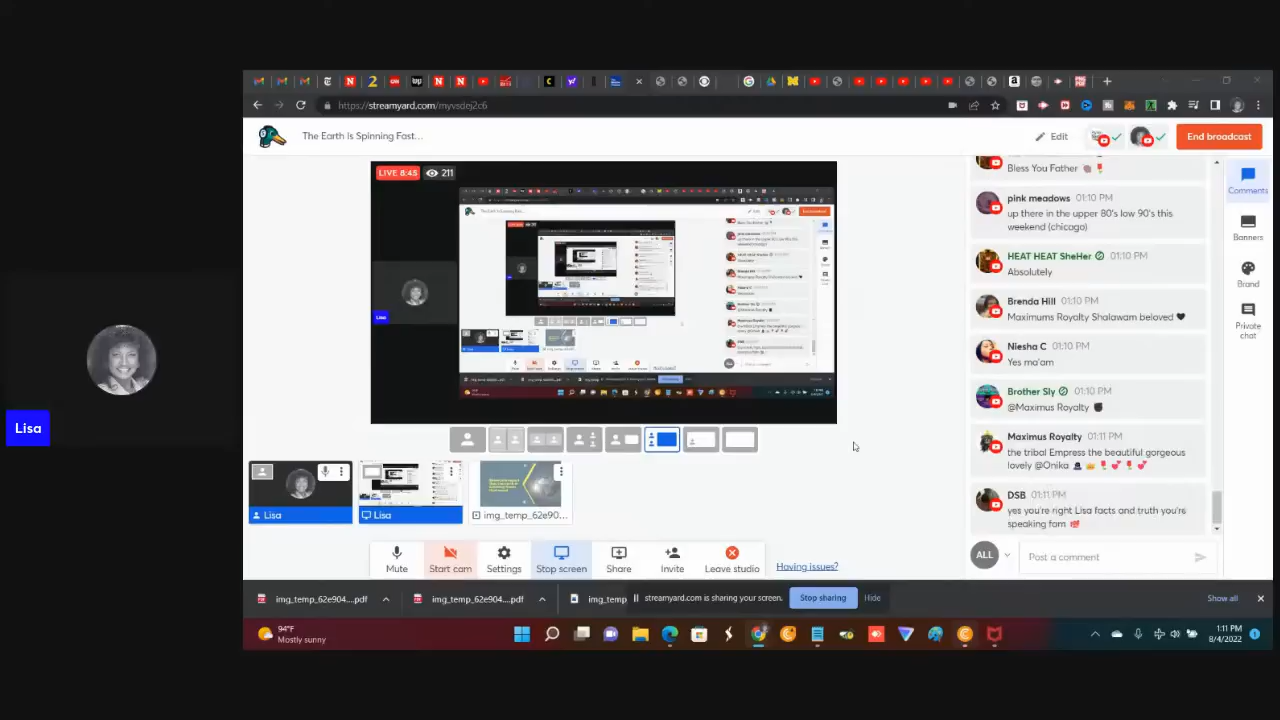 https://streamyard.com/myvsdej2c6
The Earth Is Spinning Fast...
Edit
End broadcast
LIVE 8:45
211
Lisa
Lisa
Lisa
Lisa
img_temp_62e90...
Mute
Start cam
Settings
Stop screen
Share
Invite
Leave studio
Having issues?
Bless You Father
pink meadows 01:10 PM
up there in the upper 80's low 90's this
weekend (chicago)
HEAT HEAT SheHer 01:10 PM
Absolutely
Brenda Hill 01:10 PM
Maximums Royalty Shalawam beloved
Niesha C 01:10 PM
Yes ma'am
Brother Sly 01:10 PM
@Maximus Royalty
Maximus Royalty 01:11 PM
the tribal Empress the beautiful gorgeous
lovely @Onika
DSB 01:11 PM
yes you're right Lisa facts and truth you're
speaking fam
ALL
Post a comment
Comments
Banners
Brand
Private
chat
img_temp_62e904....pdf
img_temp_62e904....pdf
img_temp
streamyard.com is sharing your screen.
Stop sharing
Hide
Show all
94°F
Mostly sunny
1:11 PM
8/4/2022